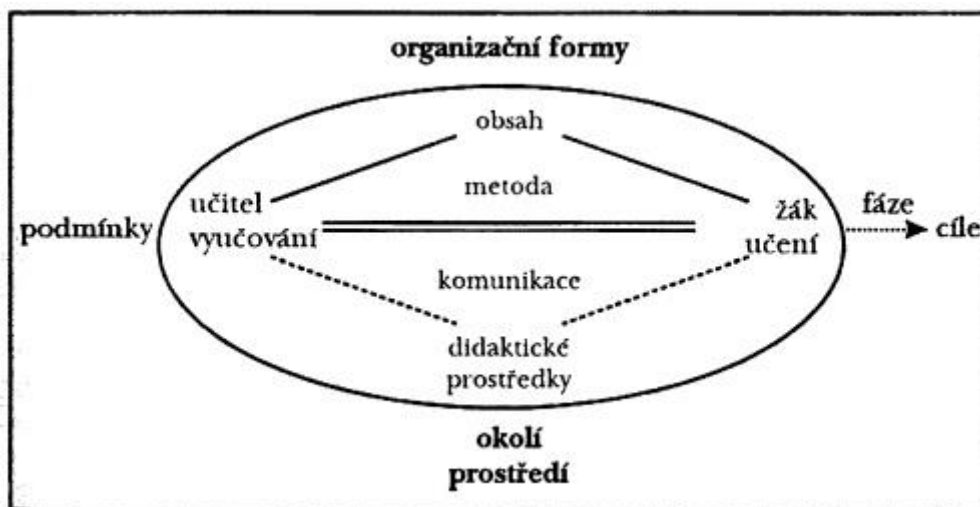 organizační formy
obsah
metoda
učitel
vyučování
žák
učení
podmínky
fáze
cíle
komunikace
didaktické
prostředky
okolí
prostředí